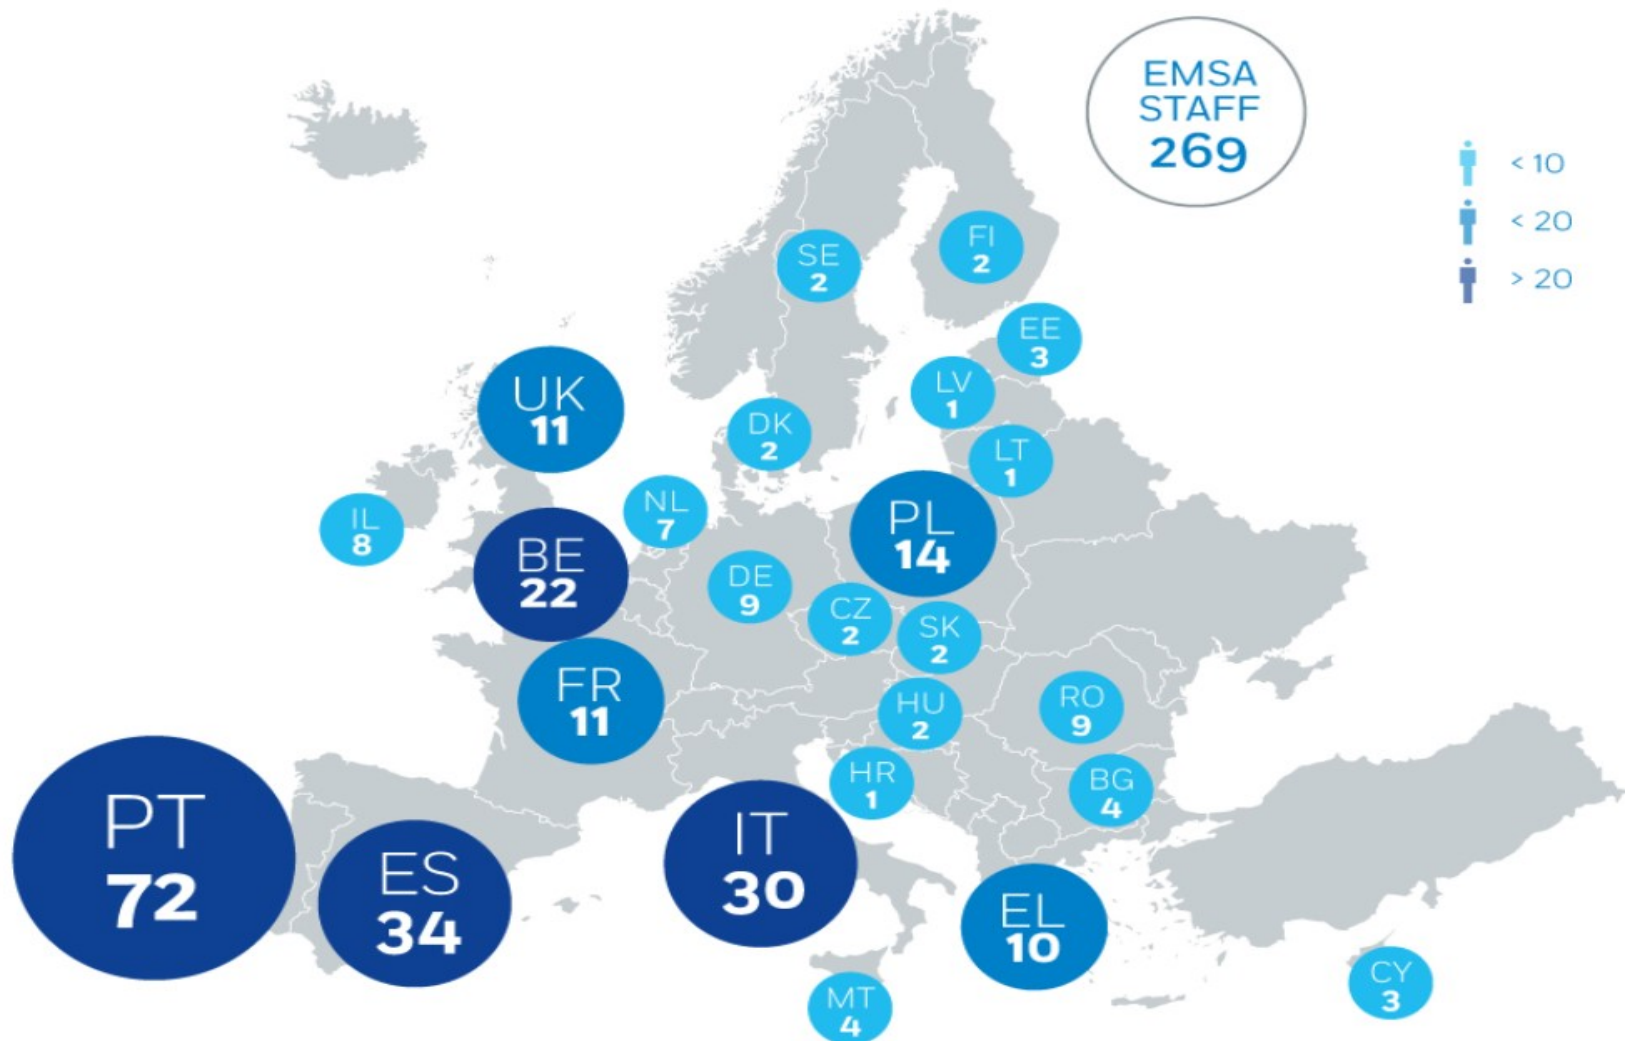 EMSA
STAFF
269
< 10
< 20
> 20
FI
2
SE
2
EE
3
LV
1
UK
11
DK
2
LT
1
NL
7
IL
8
PL
14
BE
22
DE
9
CZ
2
SK
2
FR
11
HU
2
RO
9
HR
1
BG
4
PT
72
ES
34
IT
30
EL
10
CY
3
MT
4